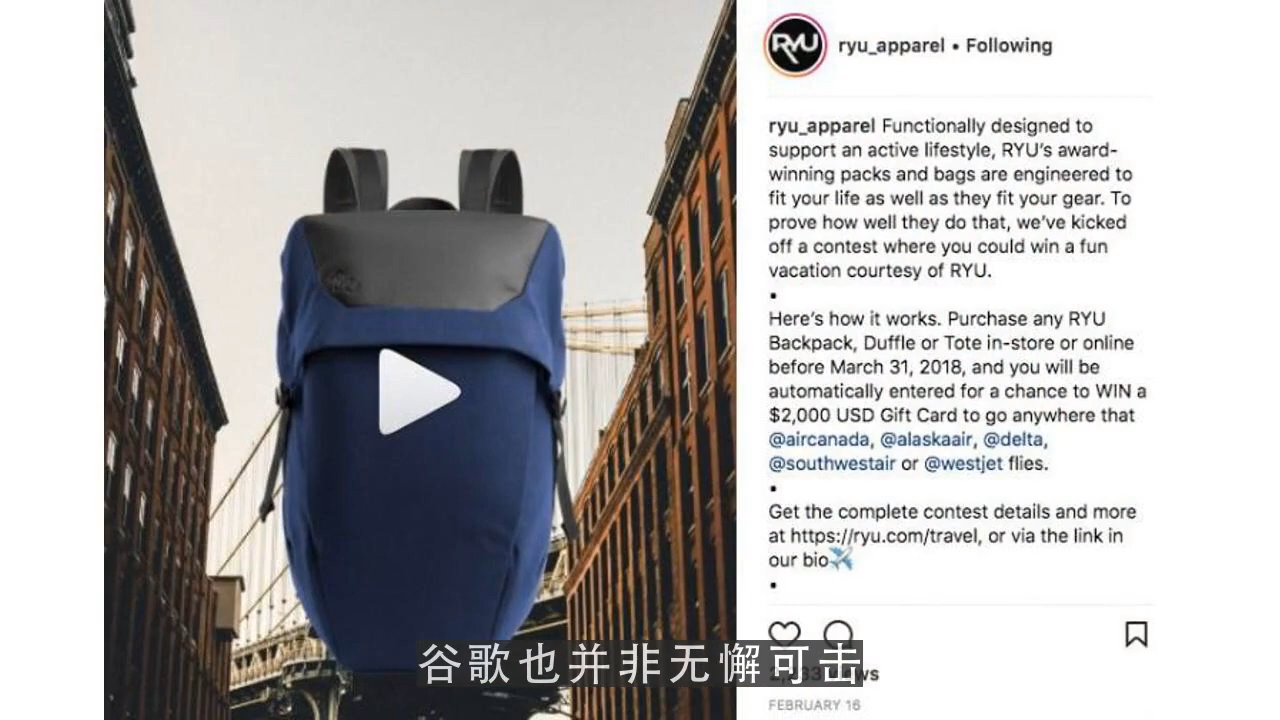 RYU
ryu_apparel • Following
ryu_apparel Functionally designed to
support an active lifestyle, RYU's award-
winning packs and bags are engineered to
fit your life as well as they fit your gear. To
prove how well they do that, we've kicked
off a contest where you could win a fun
vacation courtesy of RYU.
•
Here's how it works. Purchase any RYU
Backpack, Duffle or Tote in-store or online
before March 31, 2018, and you will be
automatically entered for a chance to WIN a
$2,000 USD Gift Card to go anywhere that
@aircanada, @alaskaair, @delta,
@southwestair or @westjet flies.
•
Get the complete contest details and more
at https://ryu.com/travel, or via the link in
our bio✈️
•
谷歌也并非无懈可击
FEBRUARY 16